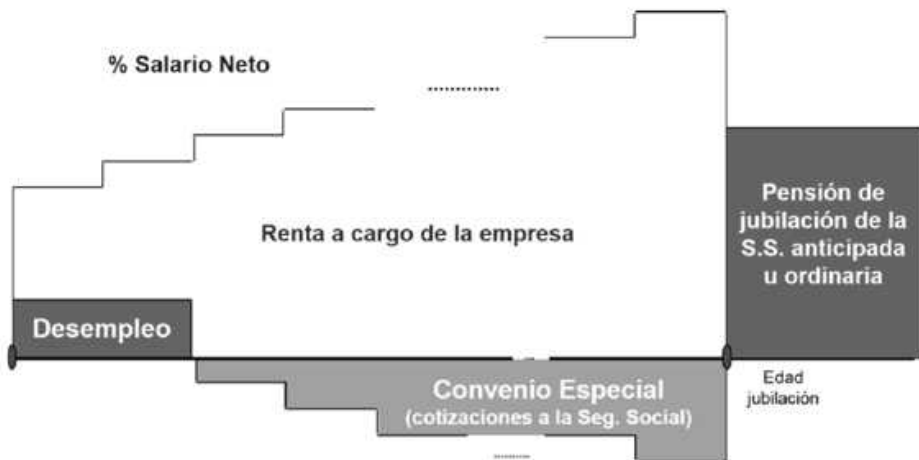 % Salario Neto
Renta a cargo de la empresa
Pensión de
jubilación de la
S.S. anticipada
u ordinaria
Desempleo
Convenio Especial
(cotizaciones a la Seg. Social)
Edad
jubilación